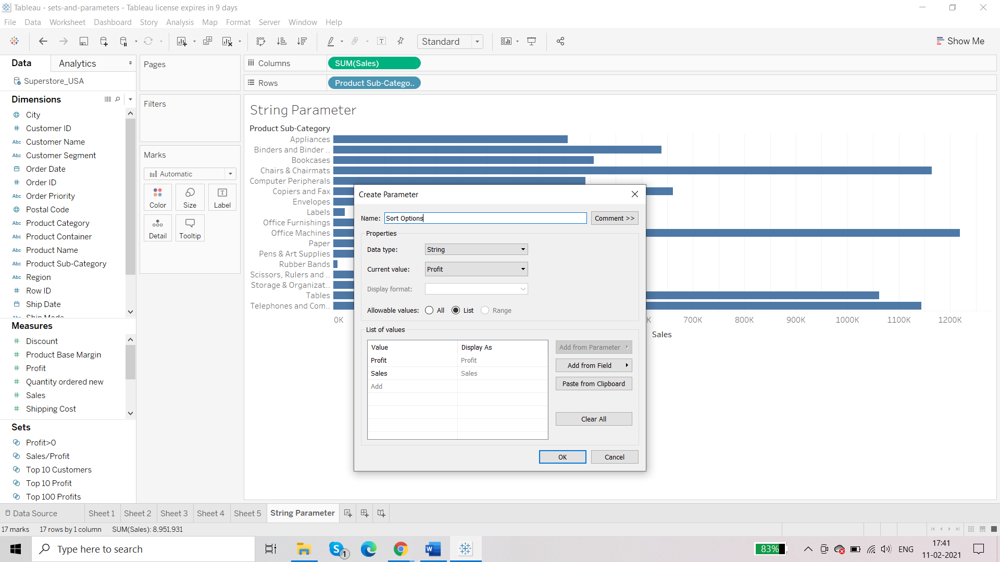 Tableau - sets-and-parameters - Tableau license expires in 9 days
File Data Worksheet Dashboard Story Analysis Map Format Server Window Help
Standard
Show Me
Data Analytics
Superstore_USA
Dimensions
City
Customer ID
Abc Customer Name
Abc Customer Segment
Order Date
Order ID
Abc Order Priority
Postal Code
Abc Product Category
Abc Product Container
Abc Product Name
Abc Product Sub-Category
Abc Region
Row ID
Ship Date
Abc Ship Mode
Measures
Discount
Product Base Margin
Profit
Quantity ordered new
Sales
Shipping Cost
Sets
Profit>0
Sales/Profit
Top 10 Customers
Top 10 Profit
Top 100 Profits
Pages
Filters
Marks
Automatic
Color Size Label
Detail Tooltip
Columns SUM(Sales)
Rows Product Sub-Catego..
String Parameter
Product Sub-Category
Appliances
Binders and Binder ..
Bookcases
Chairs & Chairmats
Computer Peripherals
Copiers and Fax
Envelopes
Labels
Office Furnishings
Office Machines
Paper
Pens & Art Supplies
Rubber Bands
Scissors, Rulers and ..
Storage & Organizat..
Tables
Telephones and Com..
0K K 700K 800K 900K 1000K 1100K 1200K
Sales
Create Parameter
Name: Sort Options Comment >>
Properties
Data type: String
Current value: Profit
Display format:
Allowable values: All List Range
List of values
Value Display As
Profit Profit
Sales Sales
Add
Add from Parameter
Add from Field
Paste from Clipboard
Clear All
OK Cancel
Data Source Sheet 1 Sheet 2 Sheet 3 Sheet 4 Sheet 5 String Parameter
17 marks 17 rows by 1 column SUM(Sales): 8,951,931
Type here to search
1
83%
ENG
17:41
11-02-2021